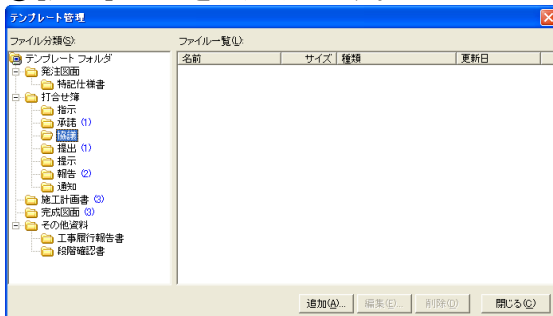 テンプレート管理
ファイル分類(S):
ファイル一覧(L):
テンプレート フォルダ
発注図面
特記仕様書
打合せ簿
指示
承諾 (1)
協議
提出 (1)
提示
報告 (2)
通知
施工計画書 (3)
完成図面 (3)
その他資料
工事履行報告書
段階確認書
名前 サイズ 種類 更新日
追加(A)... 編集(E)... 削除(D) 閉じる(C)